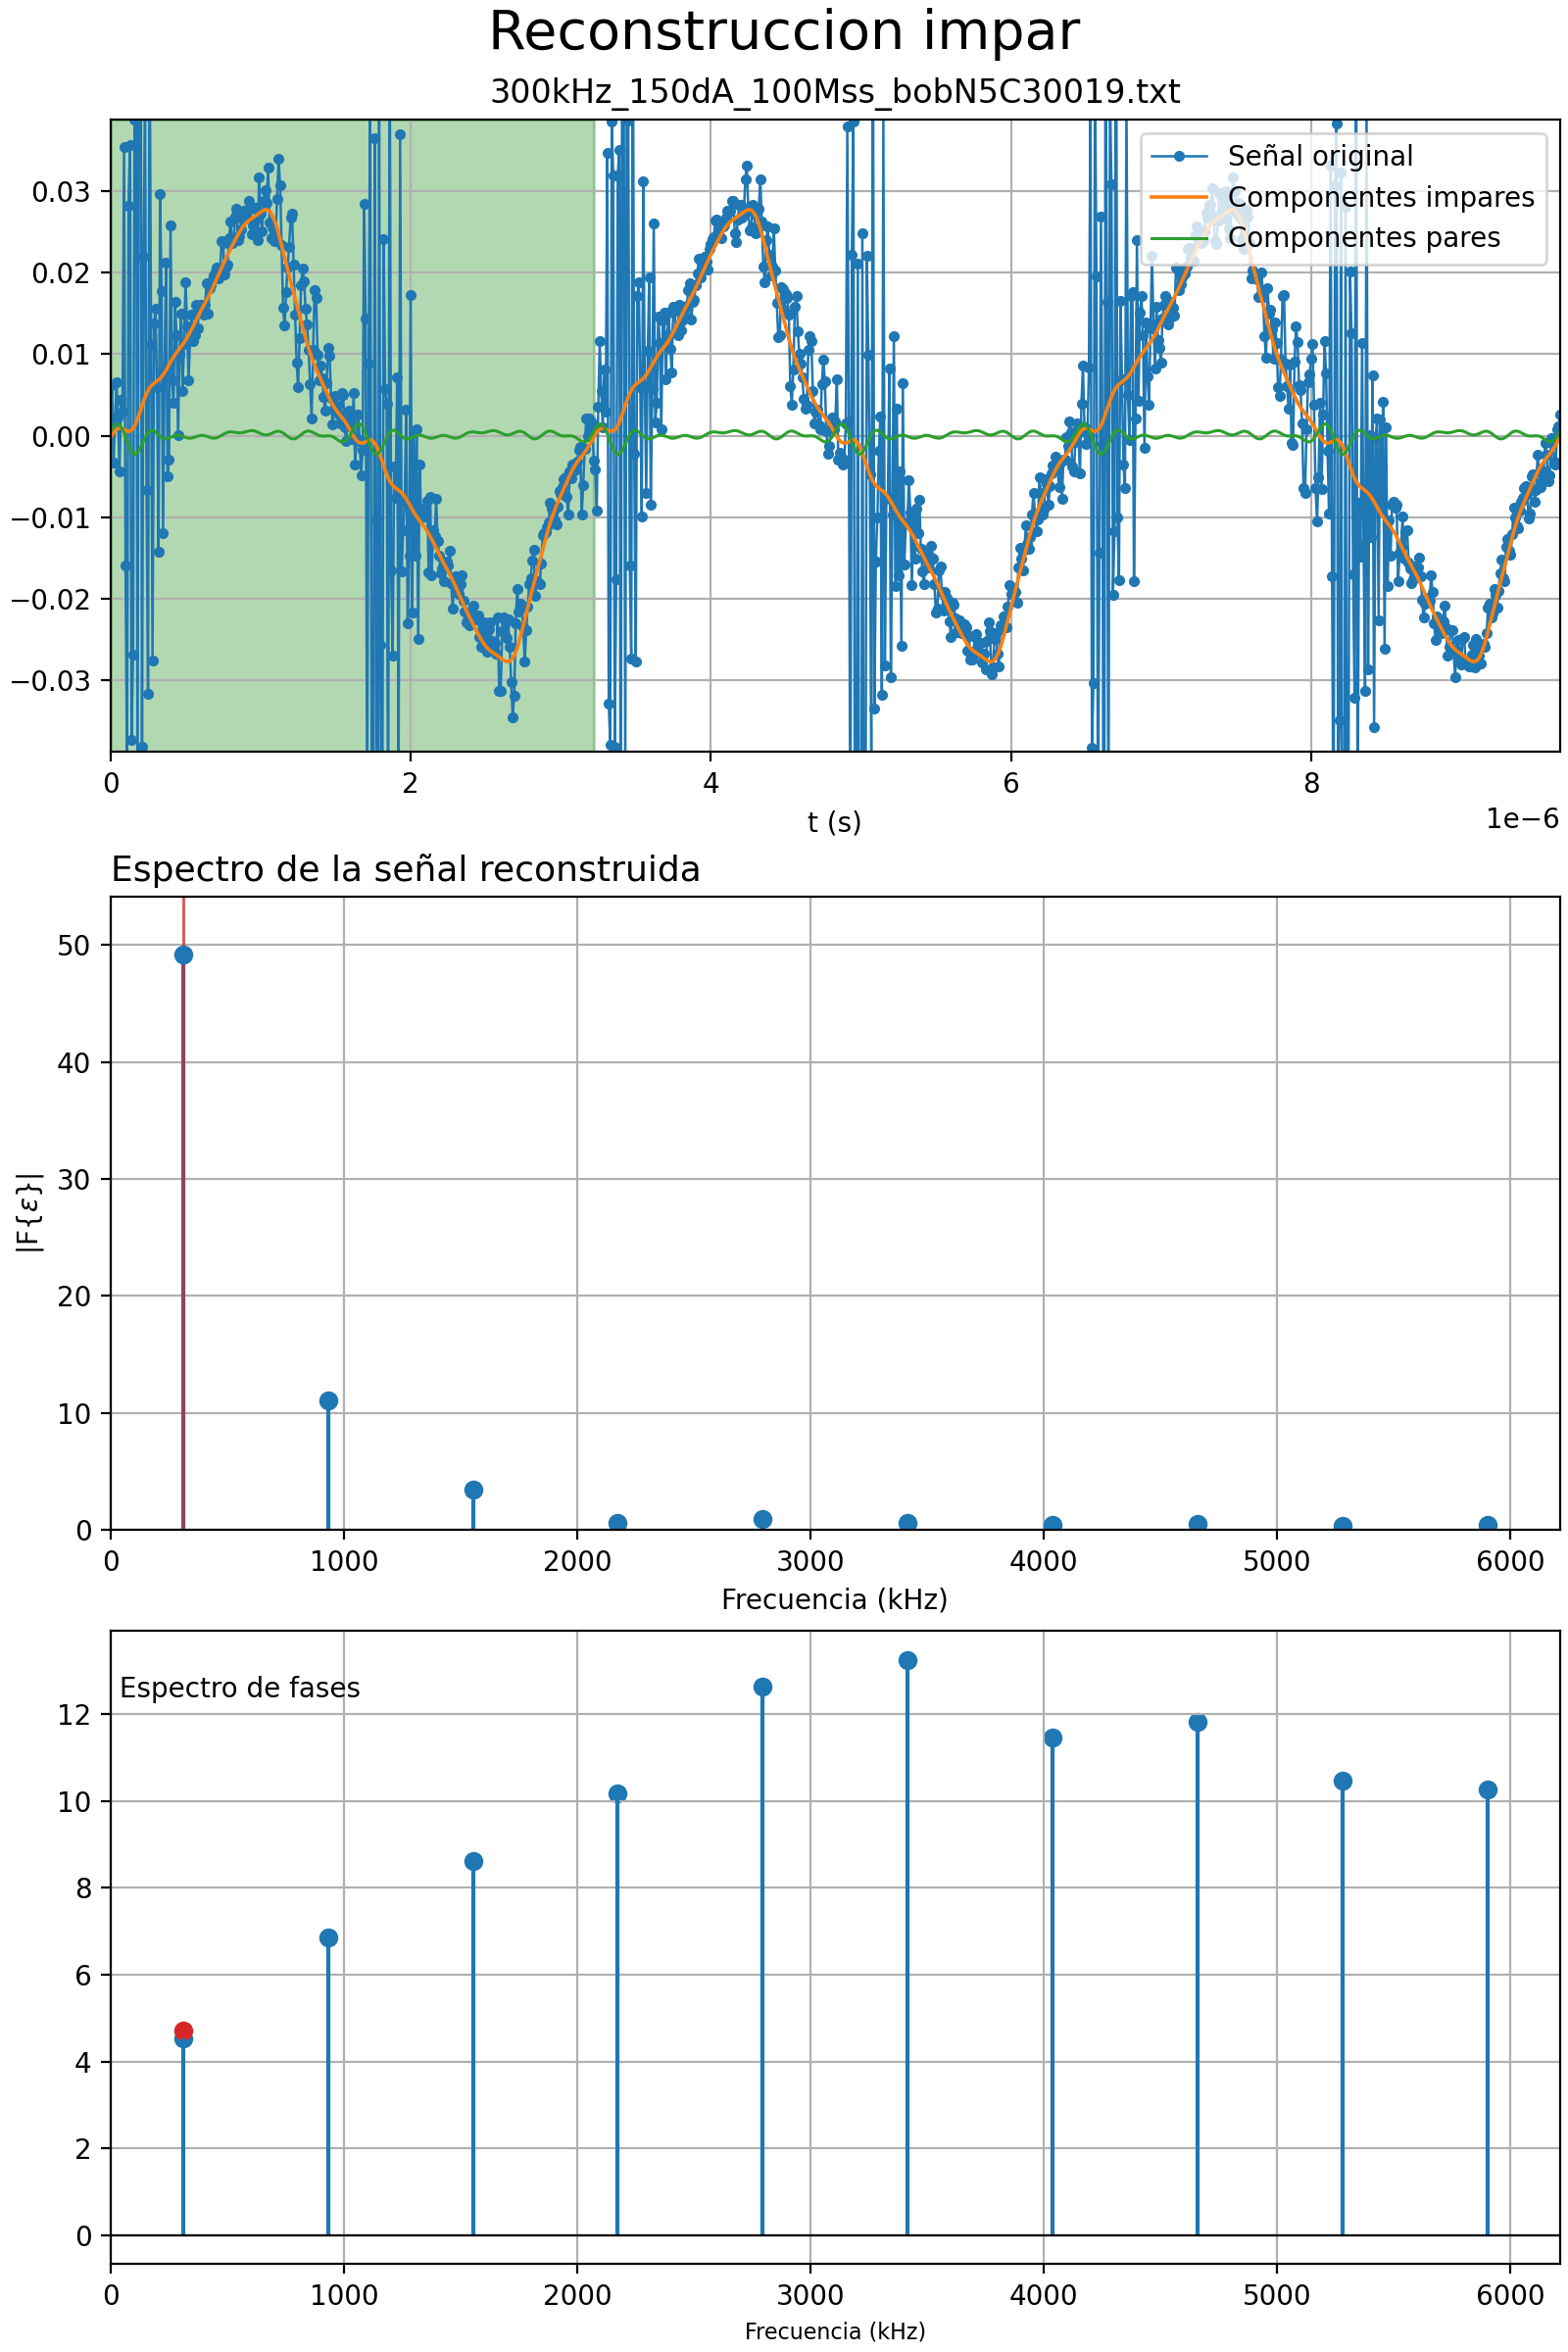 Reconstruccion impar
300kHz_150dA_100Mss_bobN5C30019.txt
Señal original
Componentes impares
Componentes pares
0.03
0.02
0.01
0.00
−0.01
−0.02
−0.03
0 2 4 6 8
t (s)
1e−6
Espectro de la señal reconstruida
50
40
30
20
10
0
|F{ε}|
0 1000 2000 3000 4000 5000 6000
Frecuencia (kHz)
Espectro de fases
12
10
8
6
4
2
0
0 1000 2000 3000 4000 5000 6000
Frecuencia (kHz)